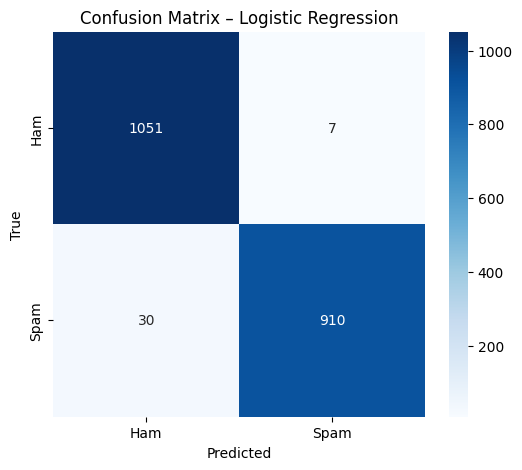 Confusion Matrix – Logistic Regression
Ham
1051
7
Spam
30
910
True
Ham
Spam
Predicted
1000
800
600
400
200